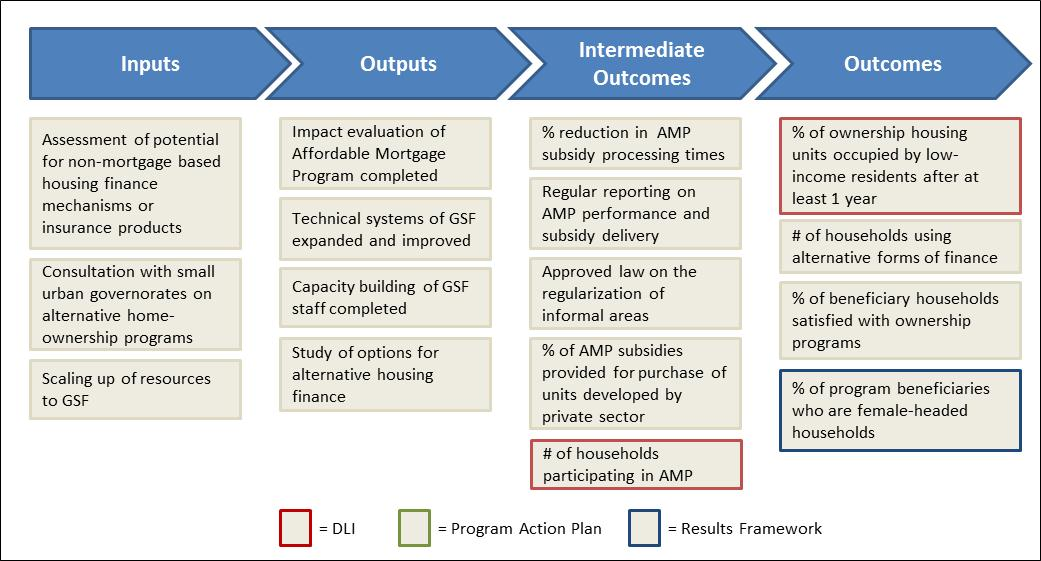 Inputs
Outputs
Intermediate
Outcomes
Outcomes
Assessment of potential
for non-mortgage based
housing finance
mechanisms or
insurance products
Consultation with small
urban governorates on
alternative home-
ownership programs
Scaling up of resources
to GSF
Impact evaluation of
Affordable Mortgage
Program completed
Technical systems of GSF
expanded and improved
Capacity building of GSF
staff completed
Study of options for
alternative housing
finance
% reduction in AMP
subsidy processing times
Regular reporting on
AMP performance and
subsidy delivery
Approved law on the
regularization of
informal areas
% of AMP subsidies
provided for purchase of
units developed by
private sector
# of households
participating in AMP
% of ownership housing
units occupied by low-
income residents after at
least 1 year
# of households using
alternative forms of finance
% of beneficiary households
satisfied with ownership
programs
% of program beneficiaries
who are female-headed
households
= DLI
= Program Action Plan
= Results Framework